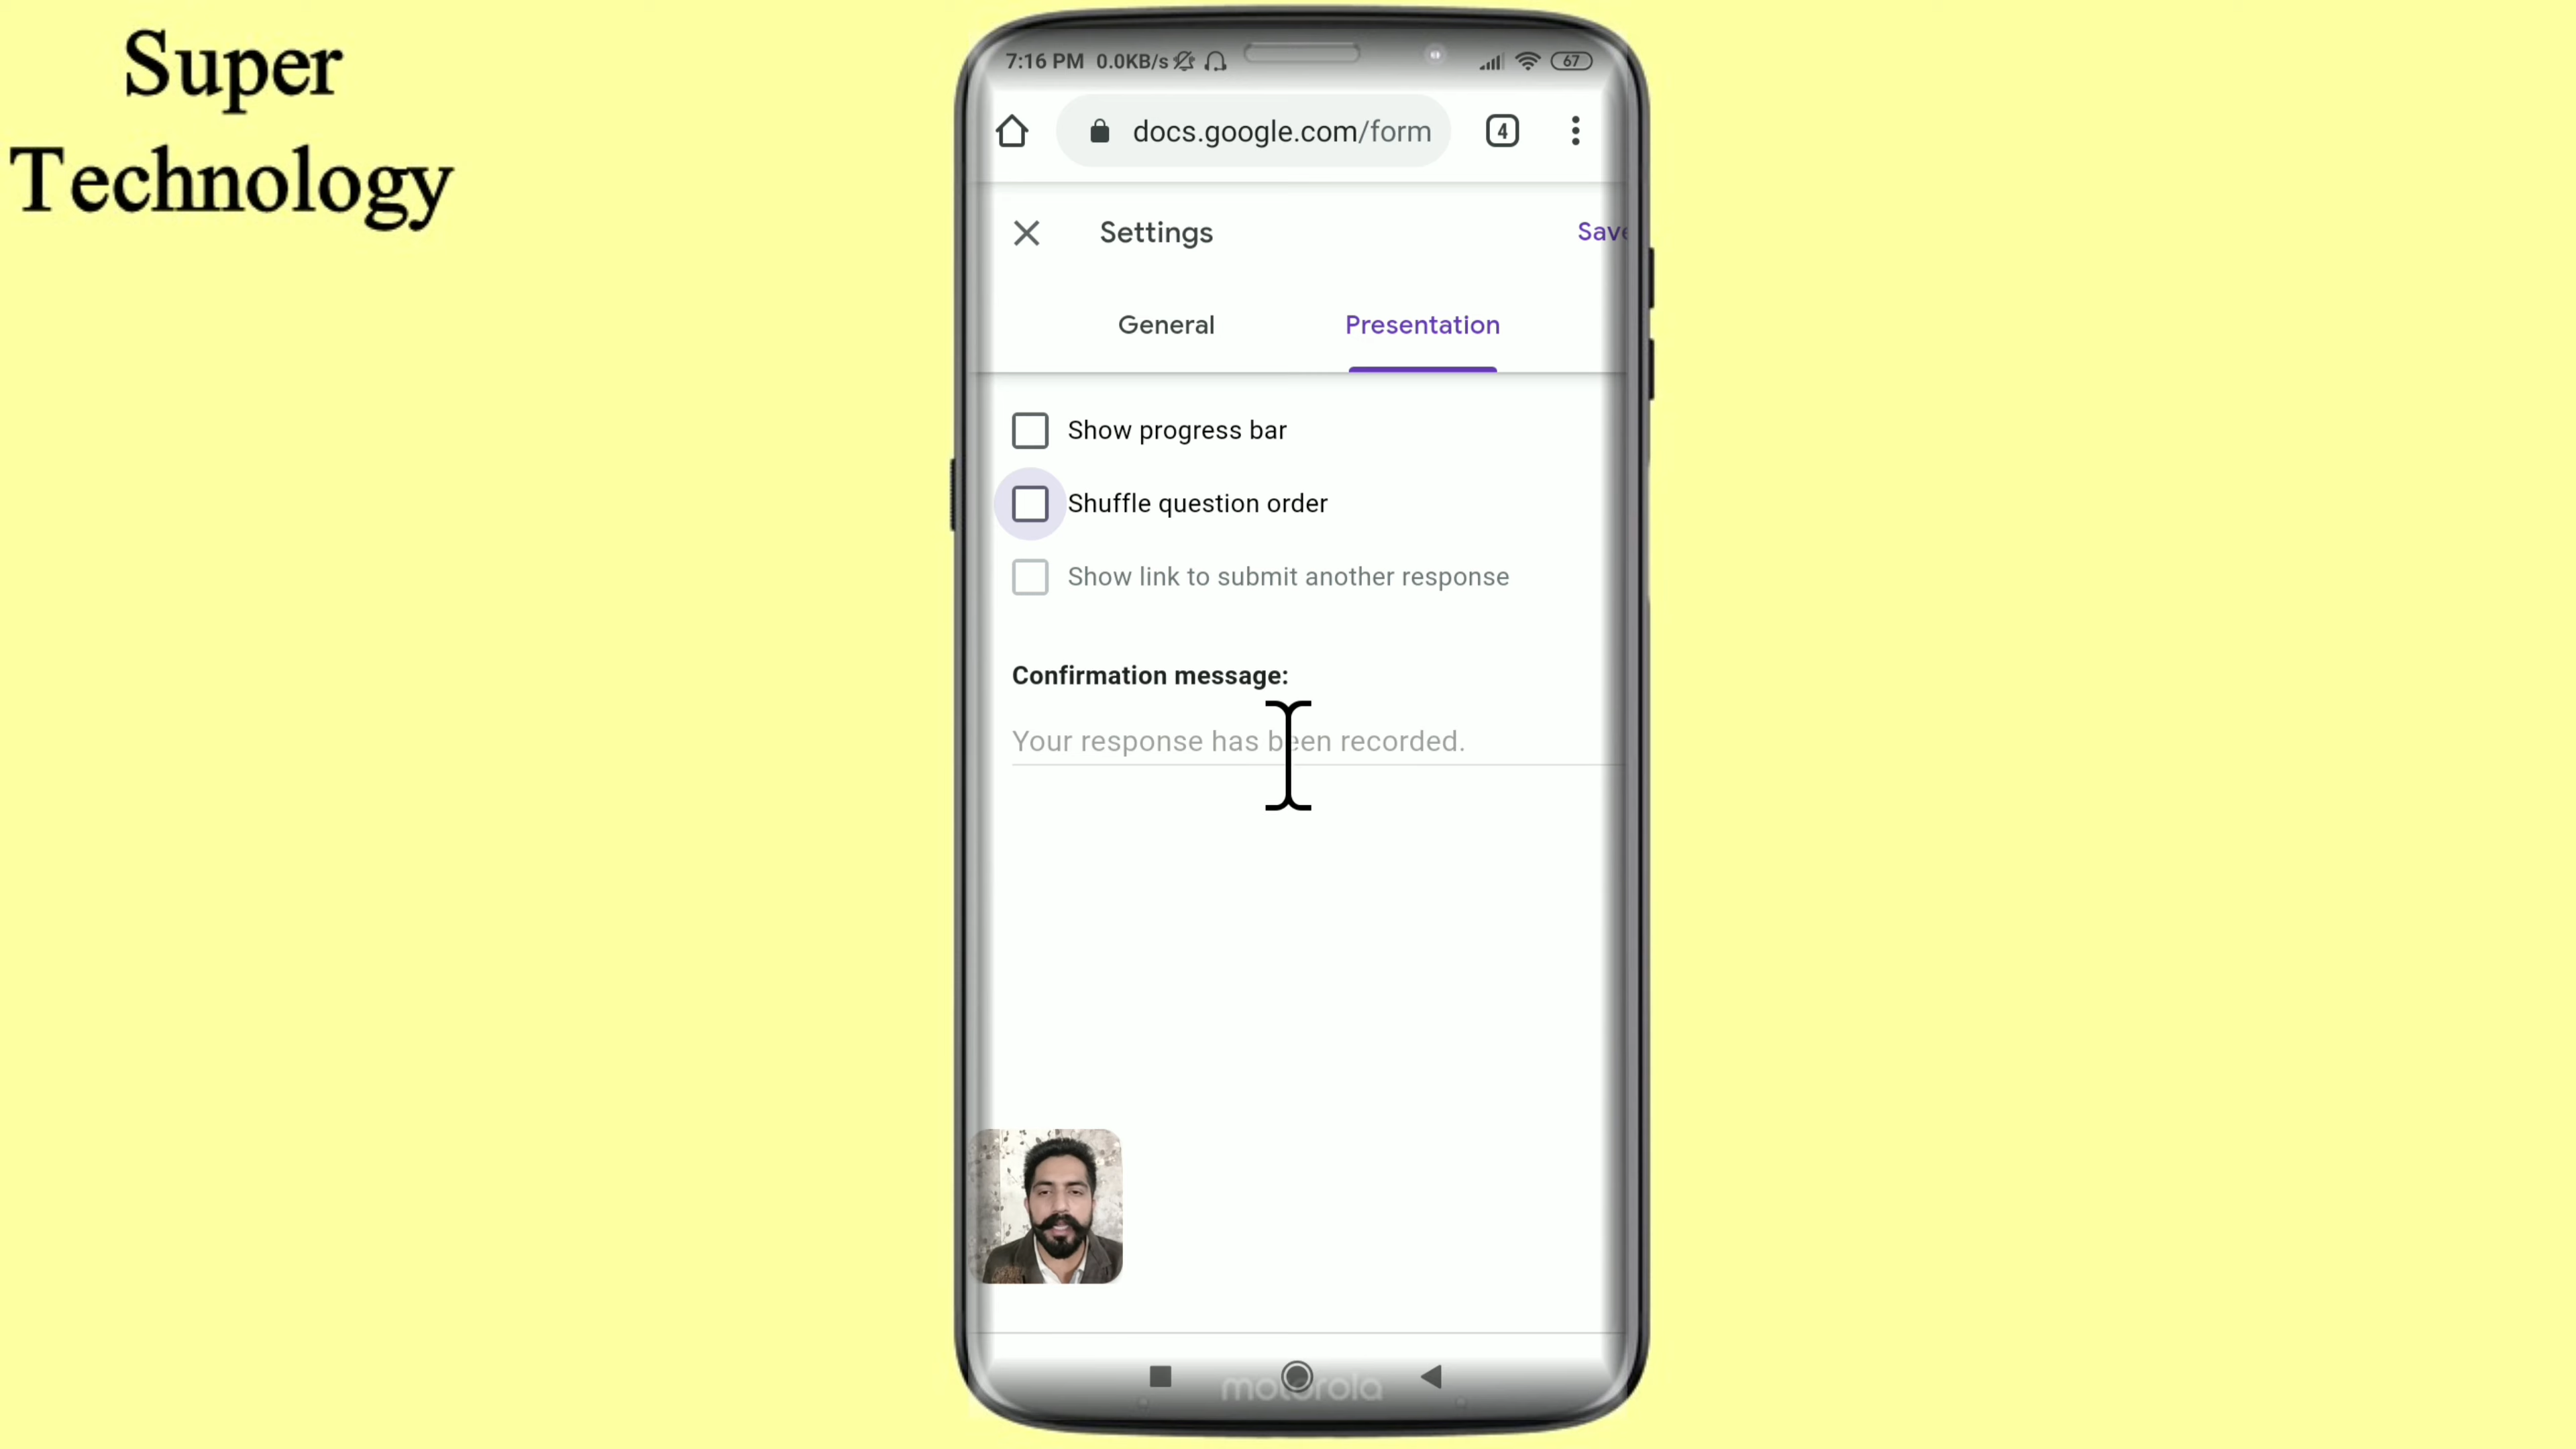 Super
Technology
7:16 PM 0.0KB/s 67
docs.google.com/form 4
Settings Save
General Presentation
Show progress bar
Shuffle question order
Show link to submit another response
Confirmation message:
Your response has been recorded.
motorola